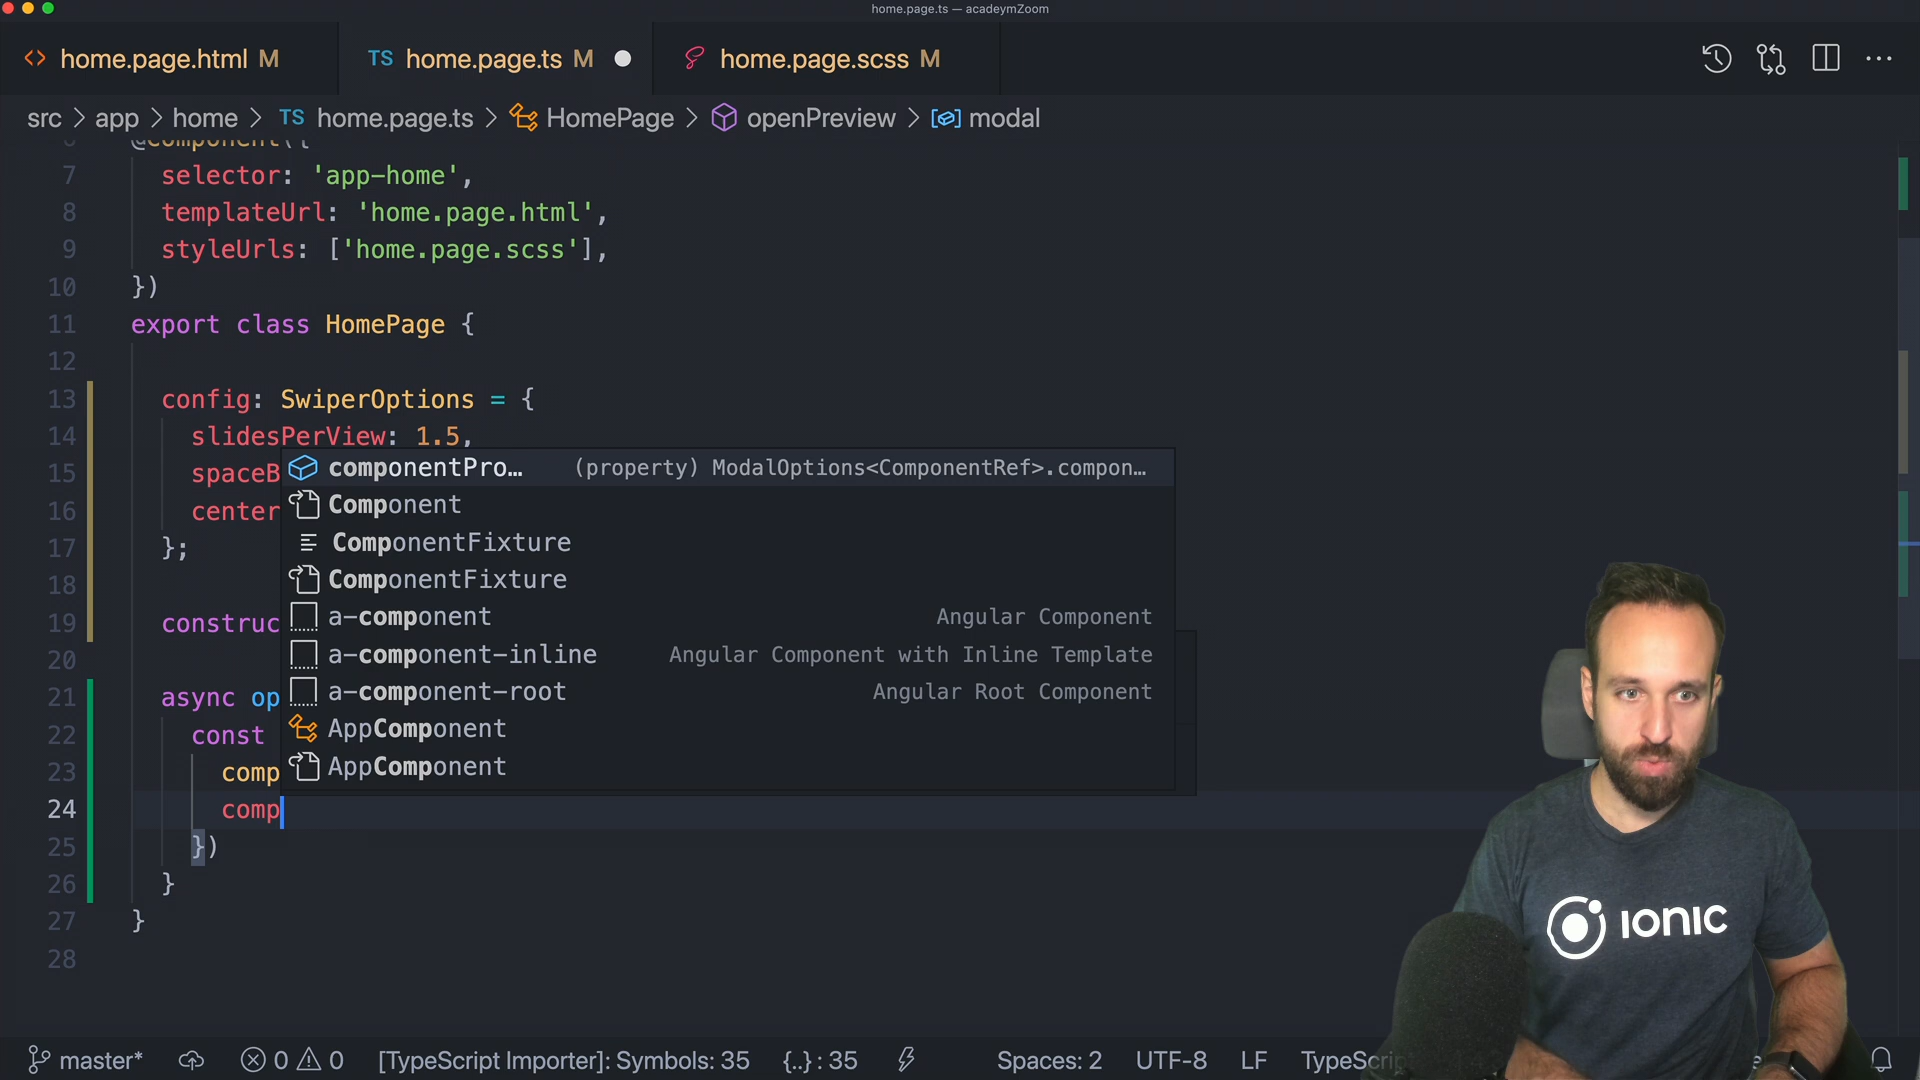 home.page.ts — acadeymZoom
home.page.html M
TS home.page.ts M
home.page.scss M
src > app > home > TS home.page.ts > HomePage > openPreview > modal
6 @Component({
7 selector: 'app-home',
8 templateUrl: 'home.page.html',
9 styleUrls: ['home.page.scss'],
10 })
11 export class HomePage {
12
13 config: SwiperOptions = {
14 slidesPerView: 1.5,
15 spaceB
16 center
17 };
18
19 construc
20
21 async op
22 const
23 comp
24 comp
25 })
26 }
27 }
28
componentPro… (property) ModalOptions<ComponentRef>.compon…
Component
ComponentFixture
ComponentFixture
a-component Angular Component
a-component-inline Angular Component with Inline Template
a-component-root Angular Root Component
AppComponent
AppComponent
ionic
master* 0 0 [TypeScript Importer]: Symbols: 35 {..} : 35 Spaces: 2 UTF-8 LF TypeScri